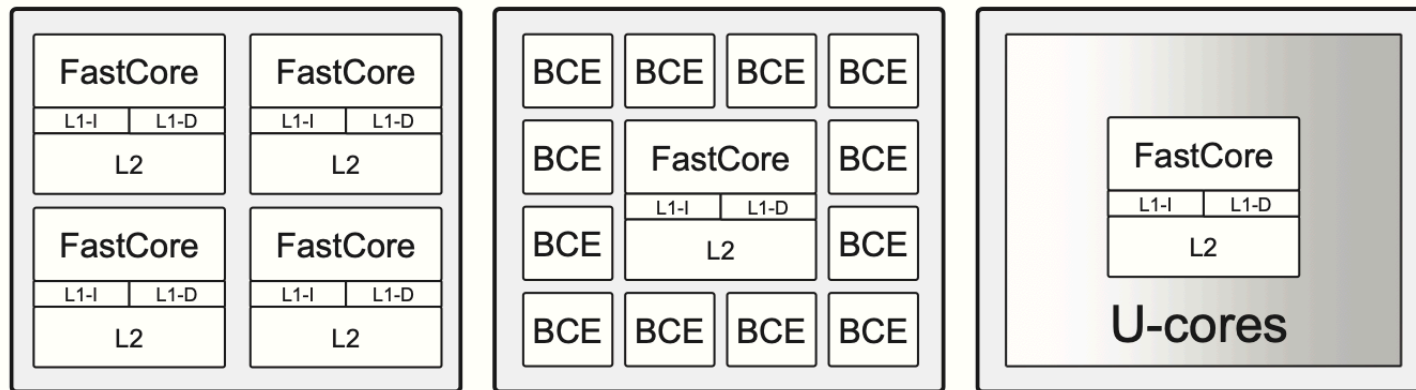 FastCore FastCore
L1-I L1-D L1-I L1-D
L2 L2
FastCore FastCore
L1-I L1-D L1-I L1-D
L2 L2
BCE BCE BCE BCE
BCE FastCore BCE
L1-I L1-D
BCE L2 BCE
BCE BCE BCE BCE
FastCore
L1-I L1-D
L2
U-cores